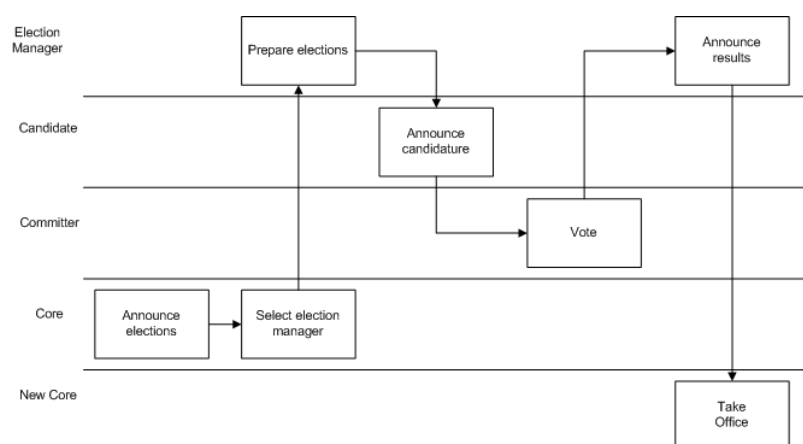 Election
Manager
Prepare elections
Announce
results
Candidate
Announce
candidature
Committer
Vote
Core
Announce
elections
Select election
manager
New Core
Take
Office